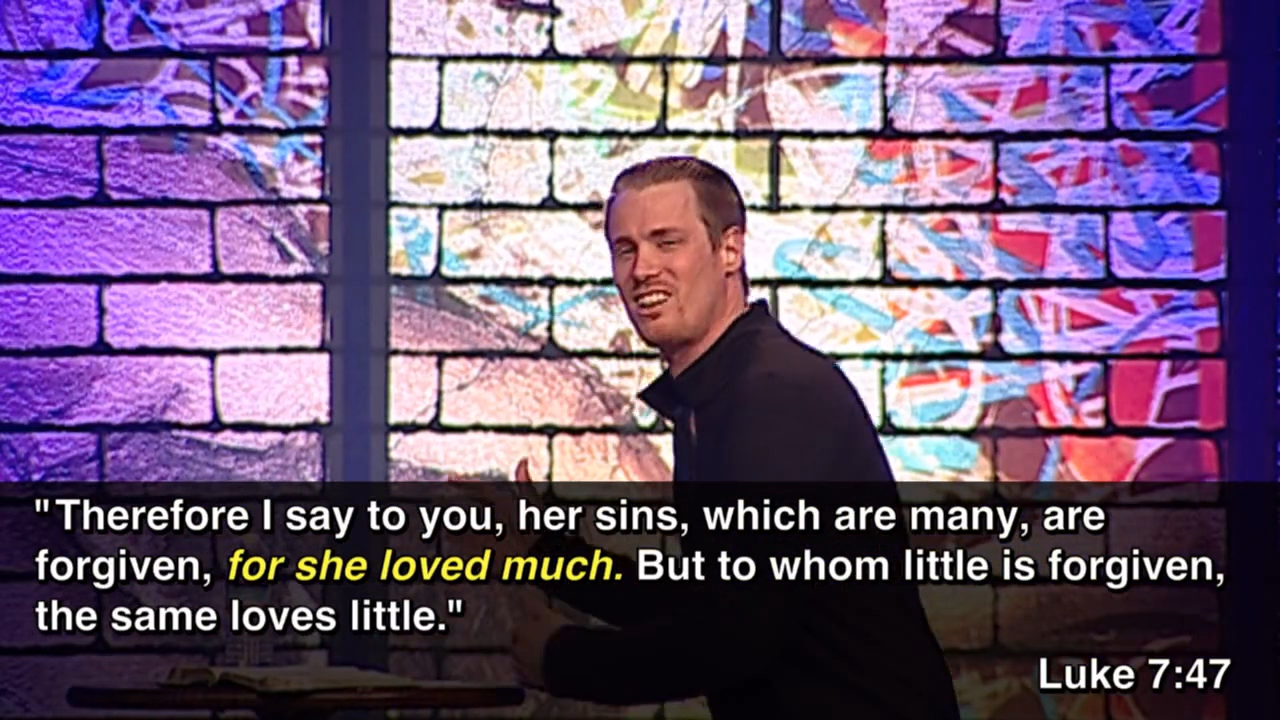 "Therefore I say to you, her sins, which are many, are
forgiven, for she loved much. But to whom little is forgiven,
the same loves little."
Luke 7:47